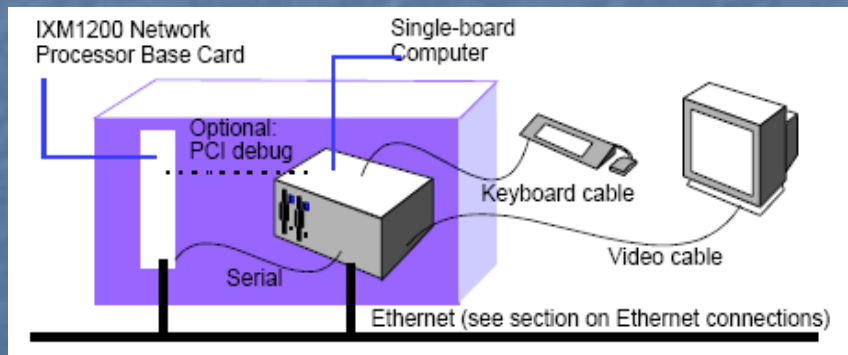 IXM1200 Network
Processor Base Card
Single-board
Computer
Optional:
PCI debug
Keyboard cable
Video cable
Serial
Ethernet (see section on Ethernet connections)